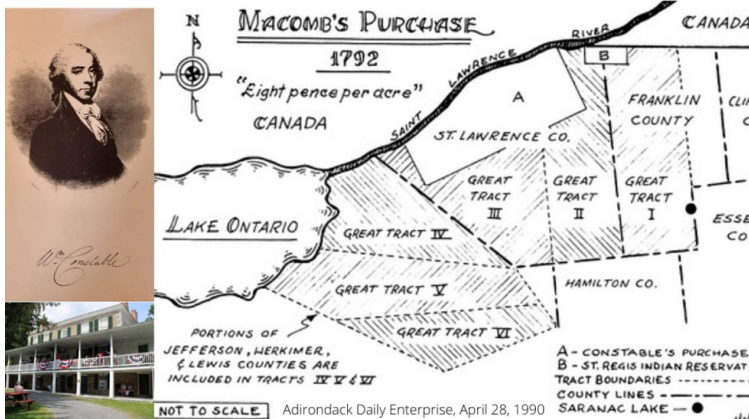 Wm Constable
MACOMB'S PURCHASE
1792
"Eight pence per acre"
N
CANADA
SAINT LAWRENCE RIVER
CANADA
A
B
ST. LAWRENCE CO.
FRANKLIN
COUNTY
LAKE ONTARIO
GREAT
TRACT
III
GREAT
TRACT
II
GREAT
TRACT
I
GREAT TRACT IV
GREAT TRACT V
GREAT TRACT VI
HAMILTON CO.
PORTIONS OF
JEFFERSON, HERKIMER,
& LEWIS COUNTIES ARE
INCLUDED IN TRACTS IV V & VI
A - CONSTABLE'S PURCHASE
B - ST. REGIS INDIAN RESERVAT
TRACT BOUNDARIES
COUNTY LINES
SARANAC LAKE
NOT TO SCALE
Adirondack Daily Enterprise, April 28, 1990